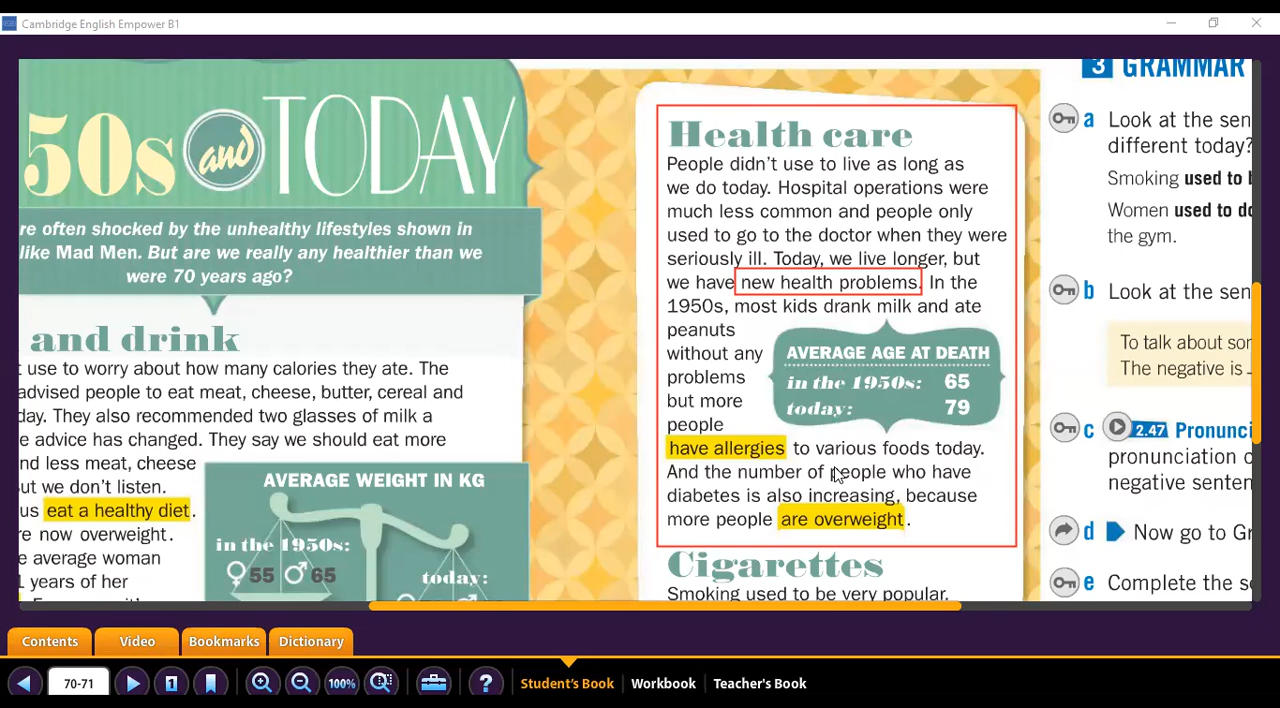 Cambridge English Empower B1
50s and TODAY
re often shocked by the unhealthy lifestyles shown in
like Mad Men. But are we really any healthier than we
were 70 years ago?
and drink
t use to worry about how many calories they ate. The
advised people to eat meat, cheese, butter, cereal and
day. They also recommended two glasses of milk a
e advice has changed. They say we should eat more
nd less meat, cheese
ut we don't listen.
us eat a healthy diet.
re now overweight.
e average woman
1 years of her
AVERAGE WEIGHT IN KG
in the 1950s:
55 65
today:
Health care
People didn't use to live as long as
we do today. Hospital operations were
much less common and people only
used to go to the doctor when they were
seriously ill. Today, we live longer, but
we have new health problems. In the
1950s, most kids drank milk and ate
peanuts
without any
problems
but more
people
have allergies to various foods today.
And the number of people who have
diabetes is also increasing, because
more people are overweight.
AVERAGE AGE AT DEATH
in the 1950s: 65
today: 79
Cigarettes
Smoking used to be very popular.
3 GRAMMAR
a Look at the sen
different today?
Smoking used to b
Women used to do
the gym.
b Look at the sen
To talk about sor
The negative is
c 2.47 Pronunci
pronunciation o
negative senten
d Now go to Gr
e Complete the se
Contents Video Bookmarks Dictionary
70-71 1 100% ? Student's Book Workbook Teacher's Book